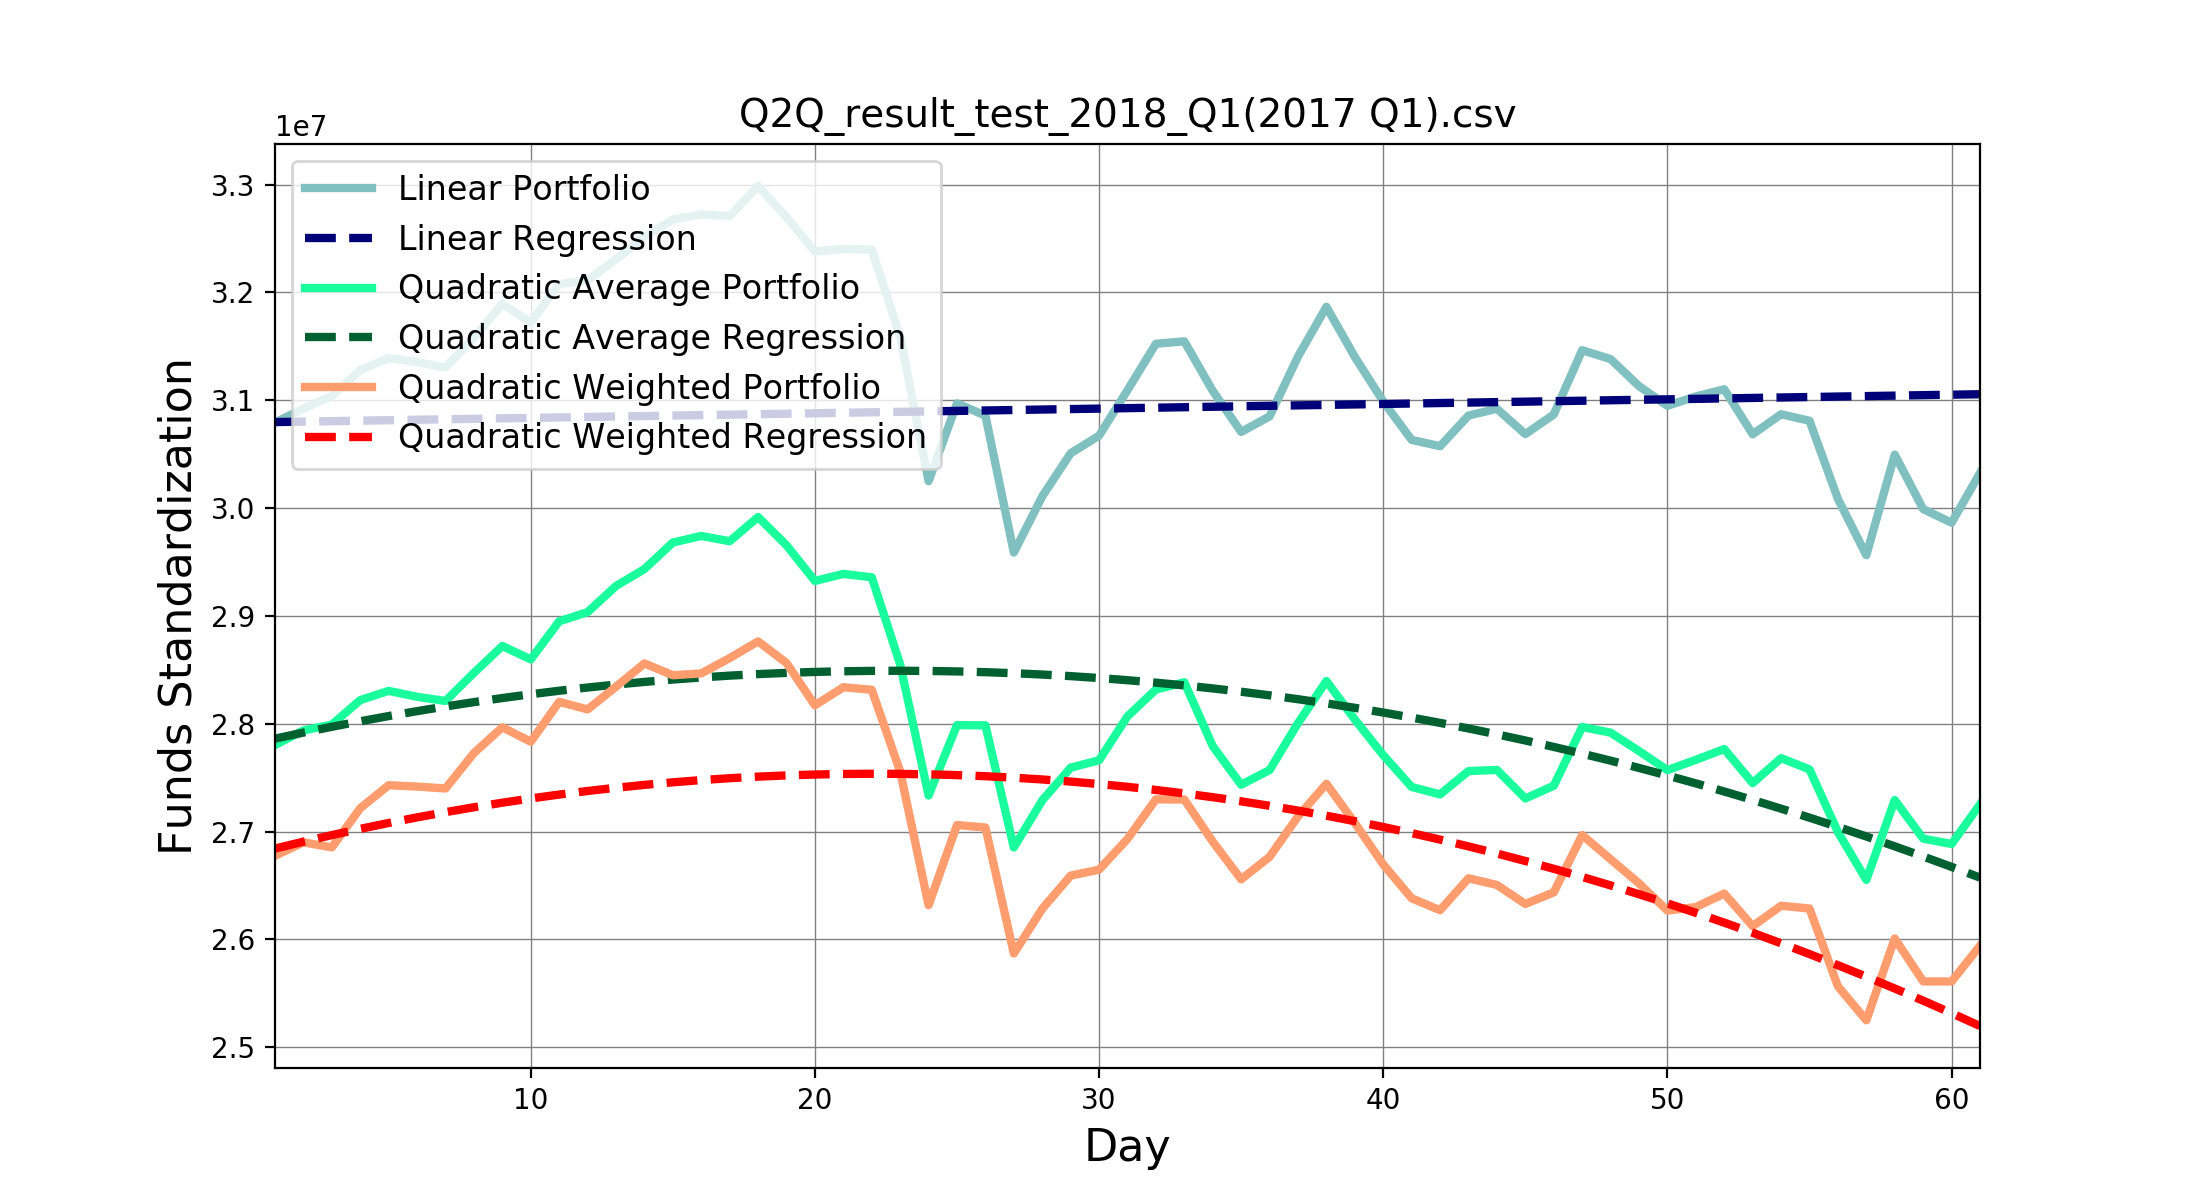 Q2Q_result_test_2018_Q1(2017 Q1).csv
1e7
3.3
3.2
3.1
3.0
2.9
2.8
2.7
2.6
2.5
Funds Standardization
Linear Portfolio
Linear Regression
Quadratic Average Portfolio
Quadratic Average Regression
Quadratic Weighted Portfolio
Quadratic Weighted Regression
10 20 30 40 50 60
Day